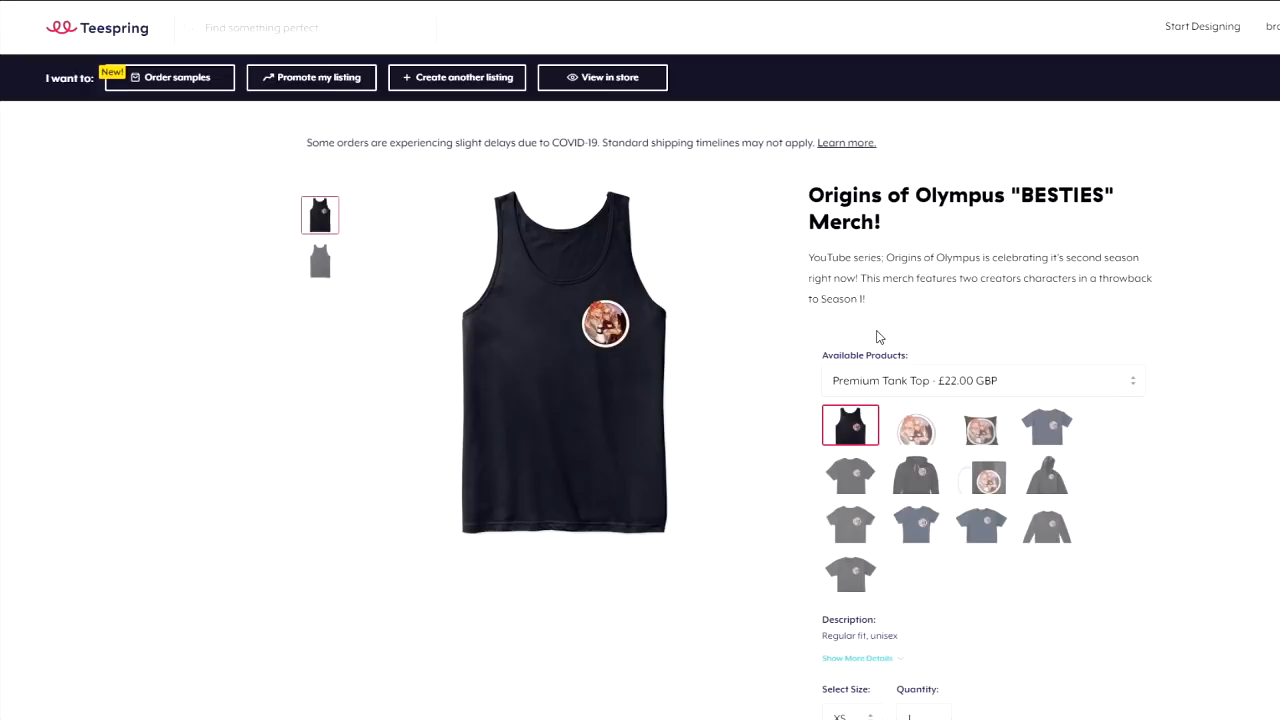 Teespring
Find something perfect
Start Designing
I want to:
New!
Order samples
Promote my listing
+ Create another listing
View in store
Some orders are experiencing slight delays due to COVID-19. Standard shipping timelines may not apply. Learn more.
Origins of Olympus "BESTIES"
Merch!
YouTube series; Origins of Olympus is celebrating it's second season
right now! This merch features two creators characters in a throwback
to Season 1!
Available Products:
Premium Tank Top - £22.00 GBP
Description:
Regular fit, unisex
Show More Details
Select Size:
Quantity:
XS
1